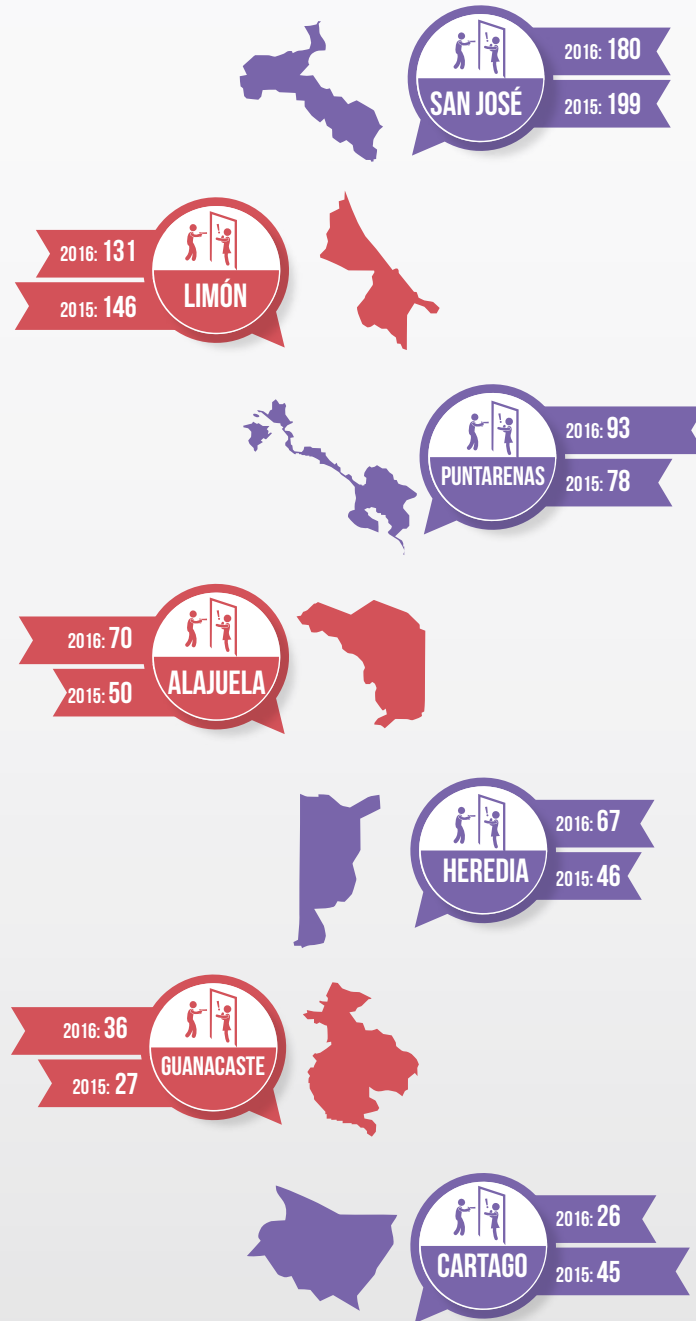 2016: 180
SAN JOSÉ
2015: 199
2016: 131
LIMÓN
2015: 146
2016: 93
PUNTARENAS
2015: 78
2016: 70
ALAJUELA
2015: 50
2016: 67
HEREDIA
2015: 46
2016: 36
GUANACASTE
2015: 27
2016: 26
CARTAGO
2015: 45